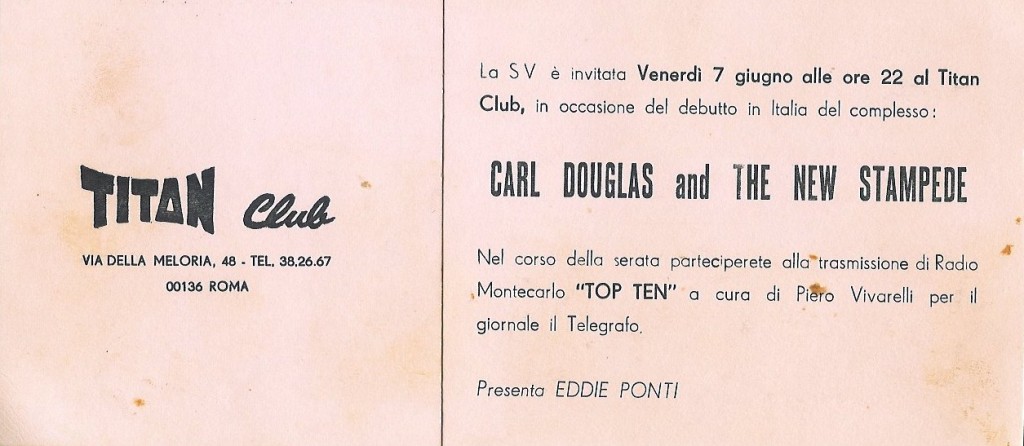 TITAN Club
VIA DELLA MELORIA, 48 - TEL. 38.26.67
00136 ROMA
La S V è invitata Venerdì 7 giugno alle ore 22 al Titan
Club, in occasione del debutto in Italia del complesso:
CARL DOUGLAS and THE NEW STAMPEDE
Nel corso della serata parteciperete alla trasmissione di Radio
Montecarlo "TOP TEN" a cura di Piero Vivarelli per il
giornale il Telegrafo.
Presenta EDDIE PONTI